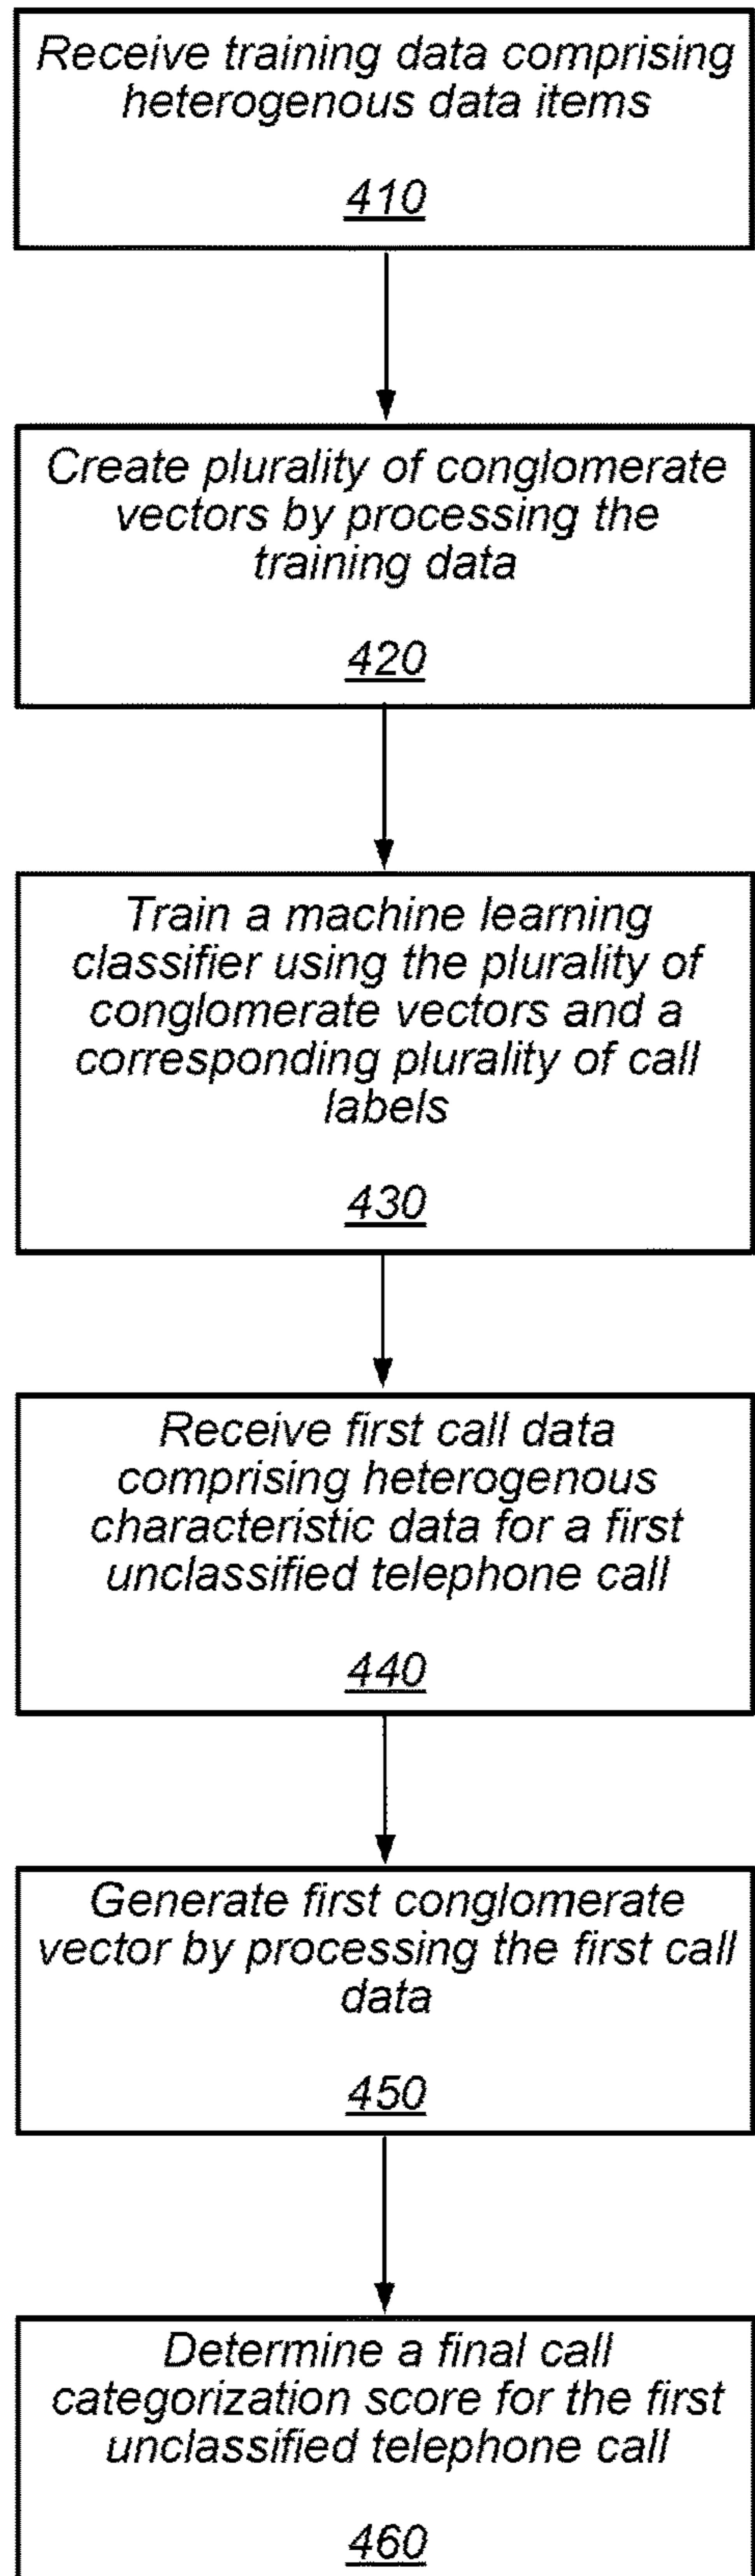 Receive training data comprising
heterogenous data items
410
Create plurality of conglomerate
vectors by processing the
training data
420
Train a machine learning
classifier using the plurality of
conglomerate vectors and a
corresponding plurality of call
labels
430
Receive first call data
comprising heterogenous
characteristic data for a first
unclassified telephone call
440
Generate first conglomerate
vector by processing the first call
data
450
Determine a final call
categorization score for the first
unclassified telephone call
460